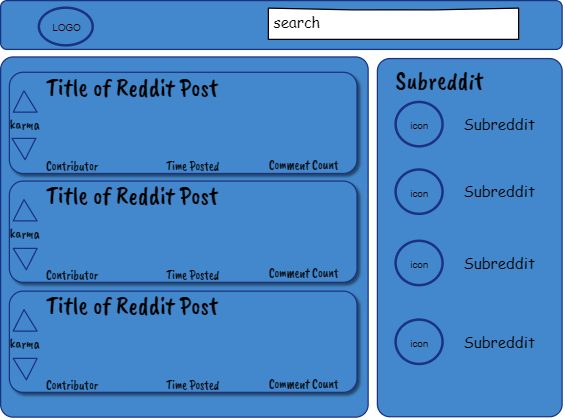 LOGO
search
Title of Reddit Post
karma
Contributor Time Posted Comment Count
Title of Reddit Post
karma
Contributor Time Posted Comment Count
Title of Reddit Post
karma
Contributor Time Posted Comment Count
Subreddit
icon Subreddit
icon Subreddit
icon Subreddit
icon Subreddit